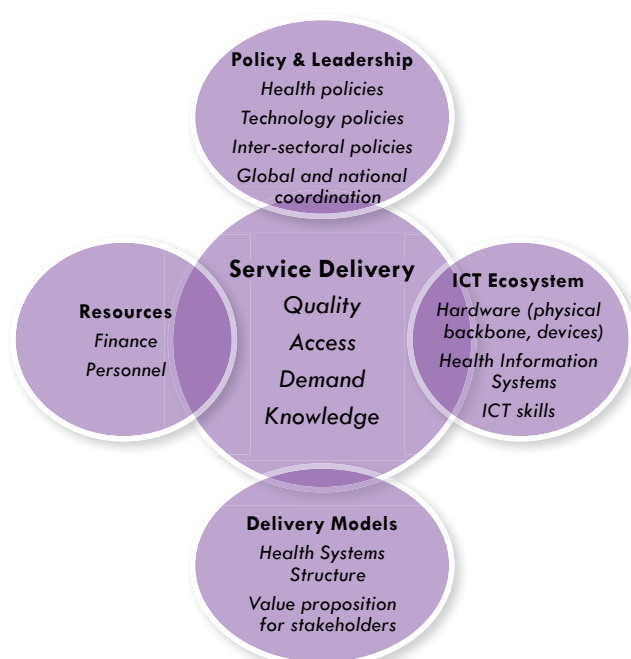 Policy & Leadership
Health policies
Technology policies
Inter-sectoral policies
Global and national
coordination
Service Delivery
Quality
Access
Demand
Knowledge
Resources
Finance
Personnel
ICT Ecosystem
Hardware (physical
backbone, devices)
Health Information
Systems
ICT skills
Delivery Models
Health Systems
Structure
Value proposition
for stakeholders